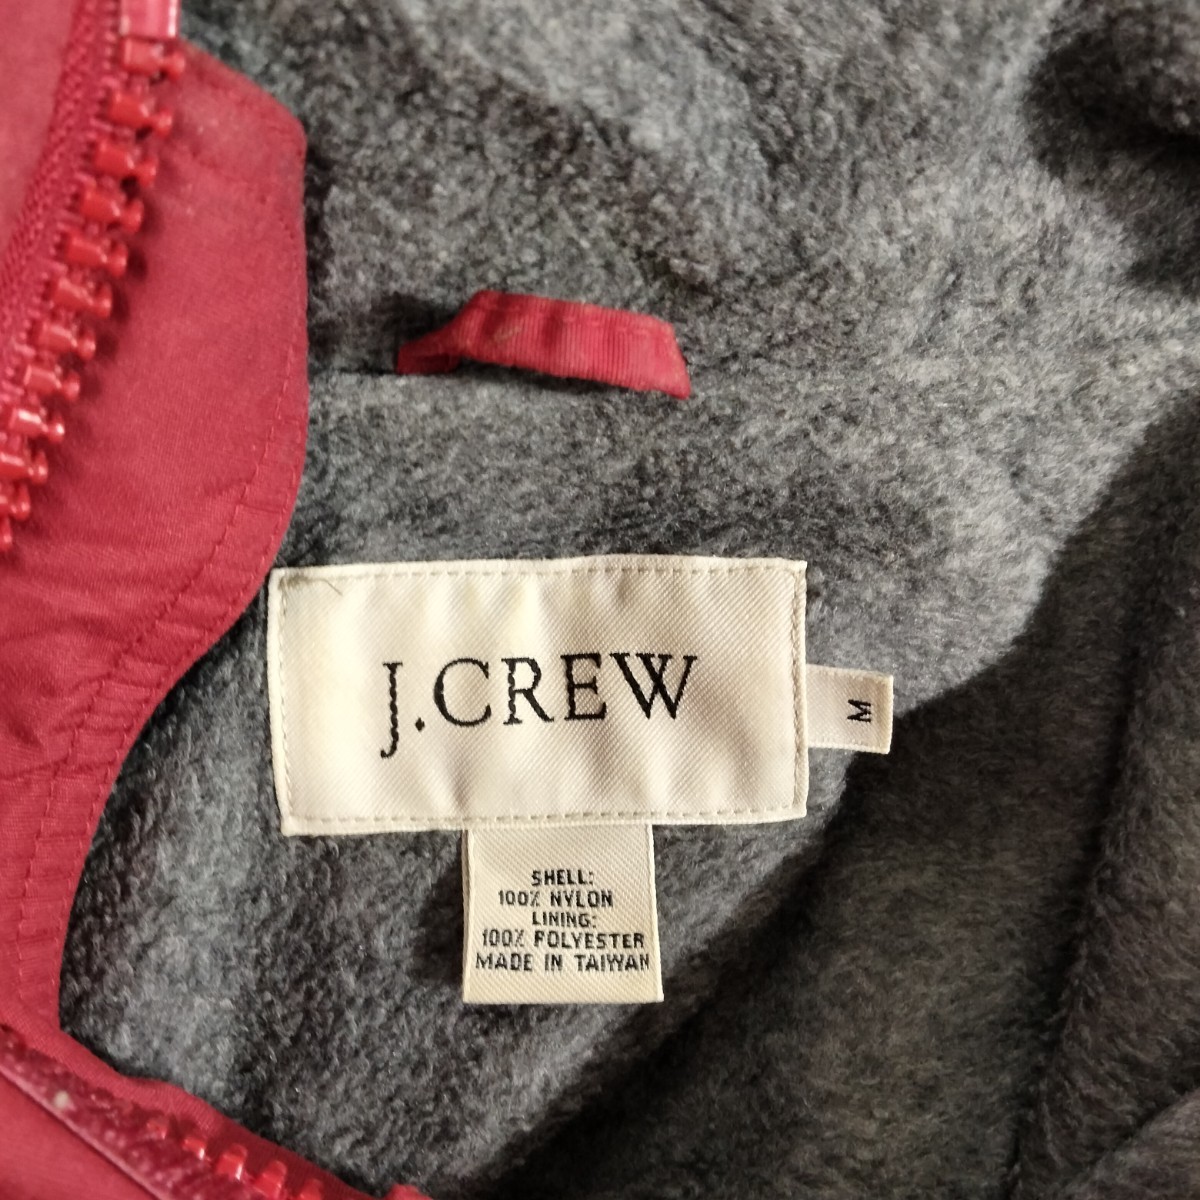 J.CREW
M
SHELL:
100% NYLON
LINING:
100% POLYESTER
MADE IN TAIWAN